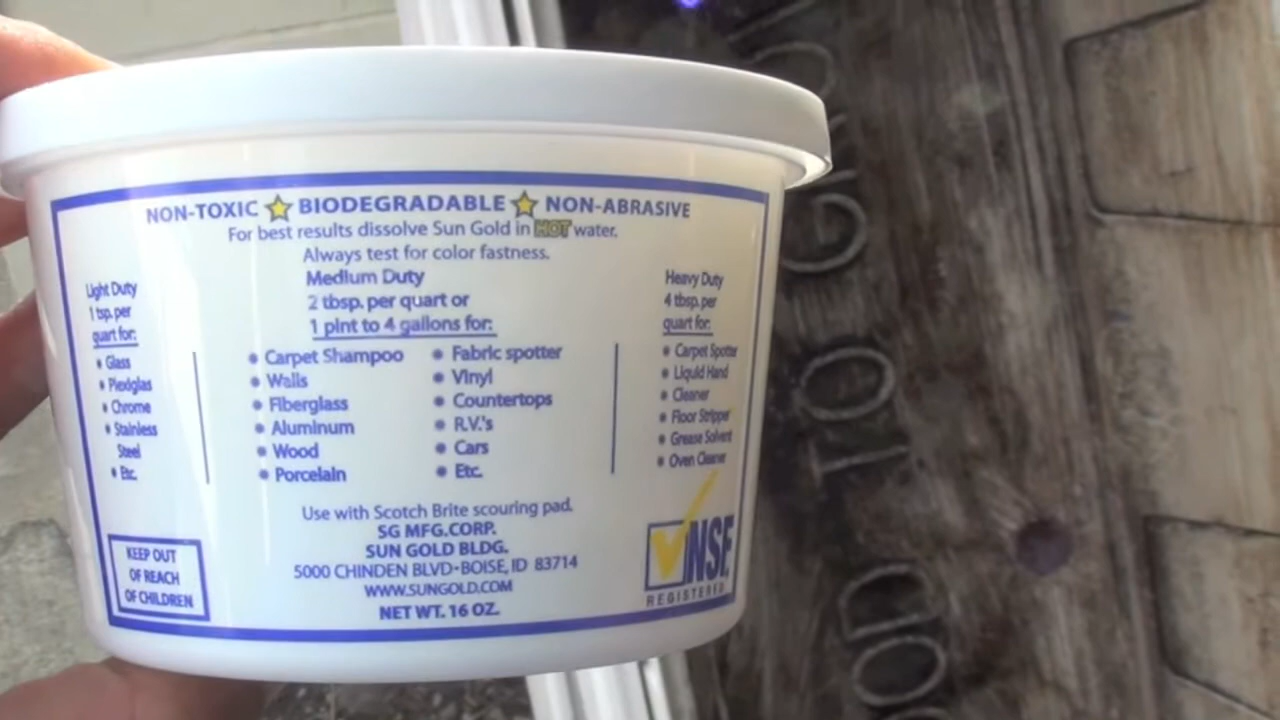 NON-TOXIC BIODEGRADABLE NON-ABRASIVE
For best results dissolve Sun Gold in HOT water.
Always test for color fastness.
Light Duty
1 tsp. per
quart for:
• Glass
• Plexiglas
• Chrome
• Stainless
Steel
• Etc.
Medium Duty
2 tbsp. per quart or
1 pint to 4 gallons for:
• Carpet Shampoo
• Walls
• Fiberglass
• Aluminum
• Wood
• Porcelain
• Fabric spotter
• Vinyl
• Countertops
• R.V.'s
• Cars
• Etc.
Heavy Duty
4 tbsp. per
quart for:
• Carpet Spotter
• Liquid Hand
• Cleaner
• Floor Stripper
• Grease Solvent
• Oven Cleaner
Use with Scotch Brite scouring pad.
SG MFG.CORP.
SUN GOLD BLDG.
5000 CHINDEN BLVD•BOISE, ID 83714
WWW.SUNGOLD.COM
NET WT. 16 OZ.
KEEP OUT
OF REACH
OF CHILDREN
NSF
REGISTERED
TO